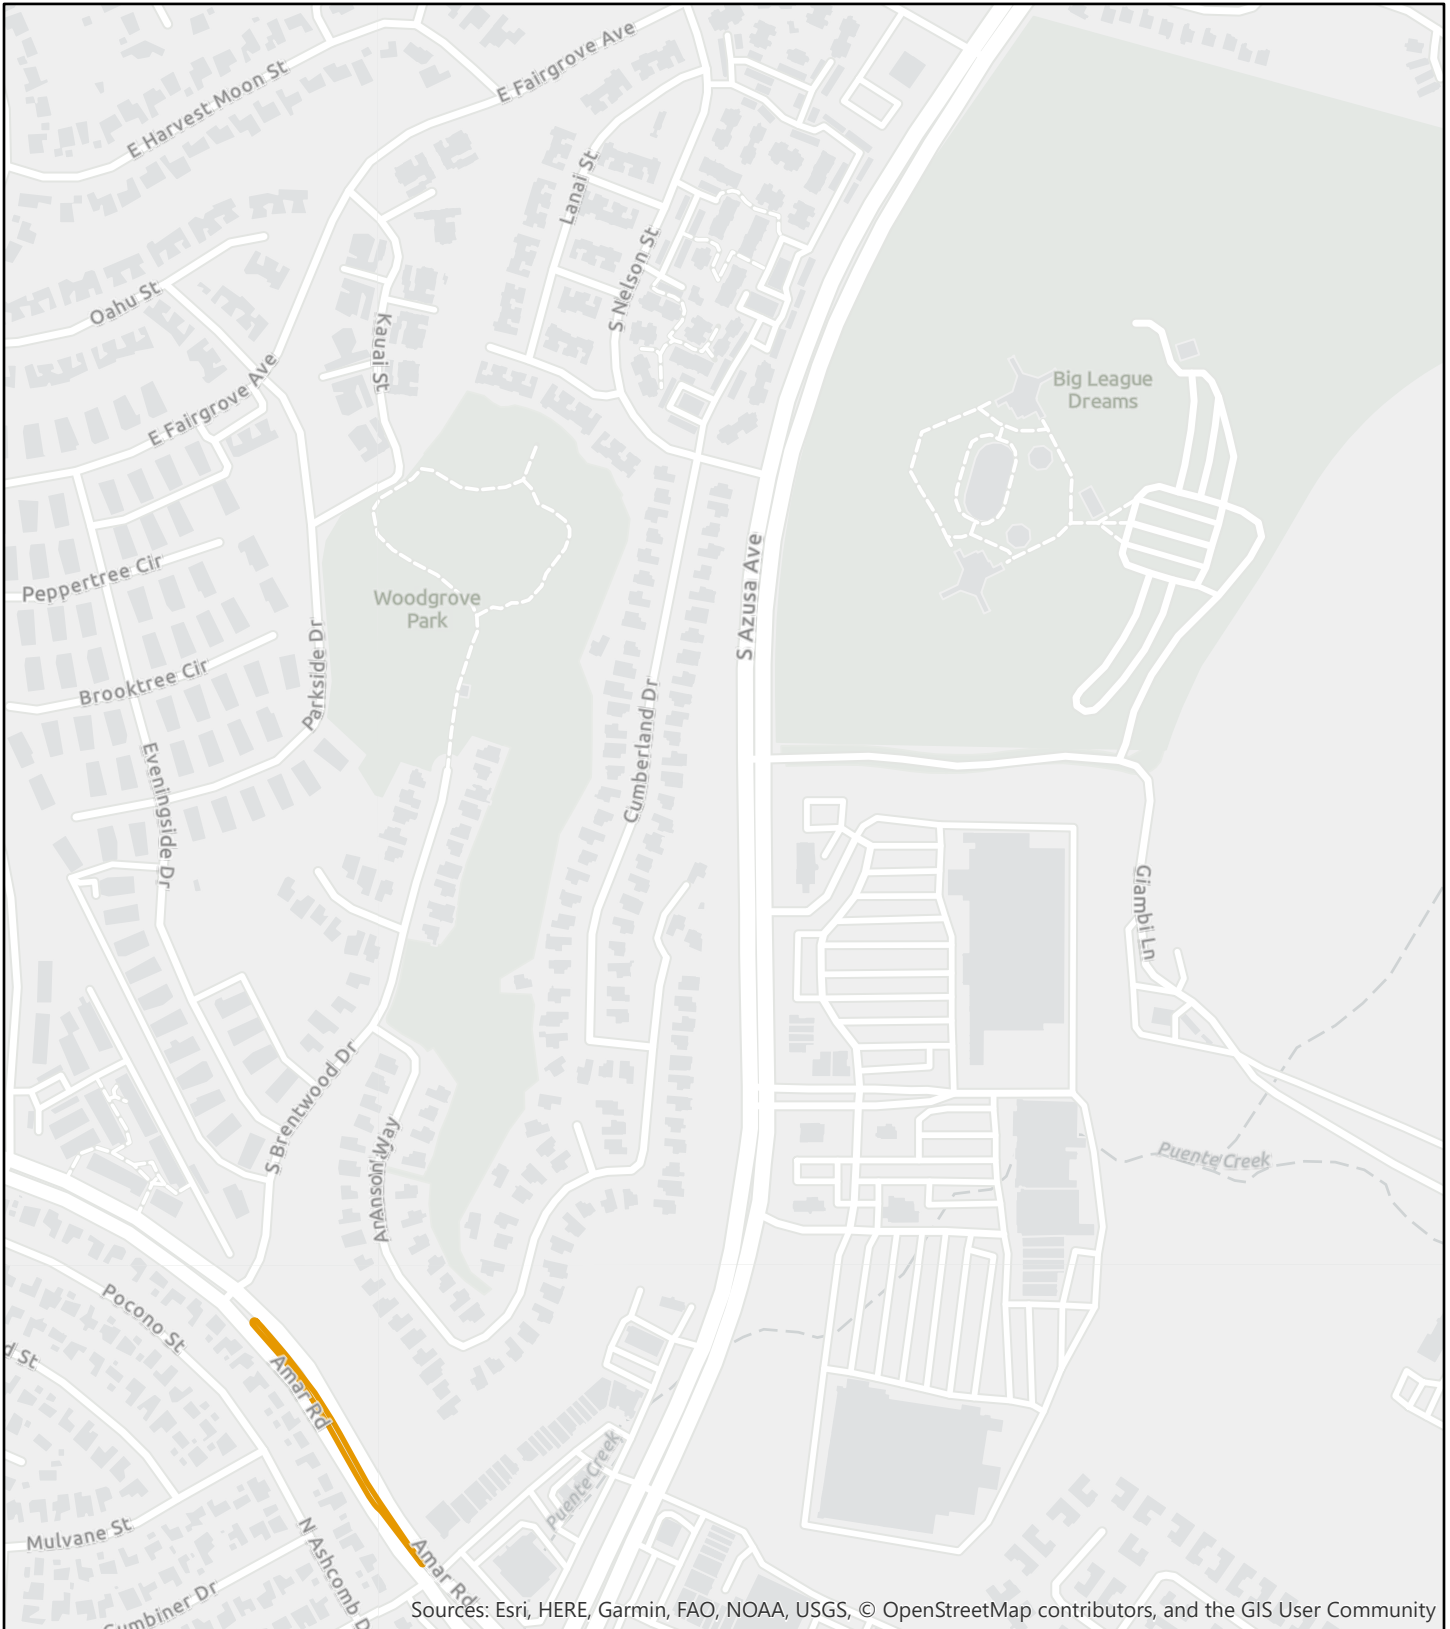 E Fairgrove Ave
E Harvest Moon St
Lanai St
S Nelson St
Oahu St
Kauai St
E Fairgrove Ave
Big League
Dreams
S Azusa Ave
Peppertree Cir
Woodgrove
Park
Brooktree Cir
Parkside Dr
Cumberland Dr
Eveningside Dr
Giambi Ln
S Brentwood Dr
Anson Way
Puente Creek
Pocono St
d St
Amar Rd
Puente Creek
Mulvane St
N Ashcomb D
Amar Rd
Cumbiner Dr
Sources: Esri, HERE, Garmin, FAO, NOAA, USGS, © OpenStreetMap contributors, and the GIS User Community